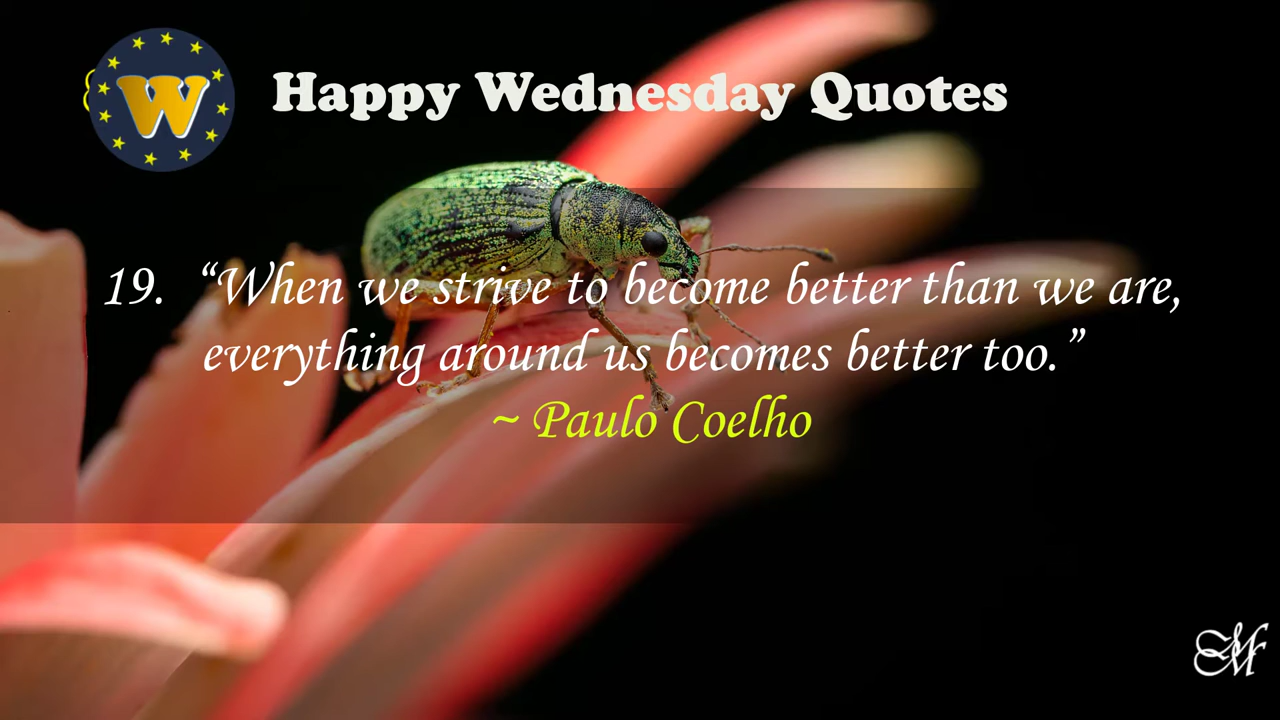 W
Happy Wednesday Quotes
19. “When we strive to become better than we are,
everything around us becomes better too.”
~ Paulo Coelho